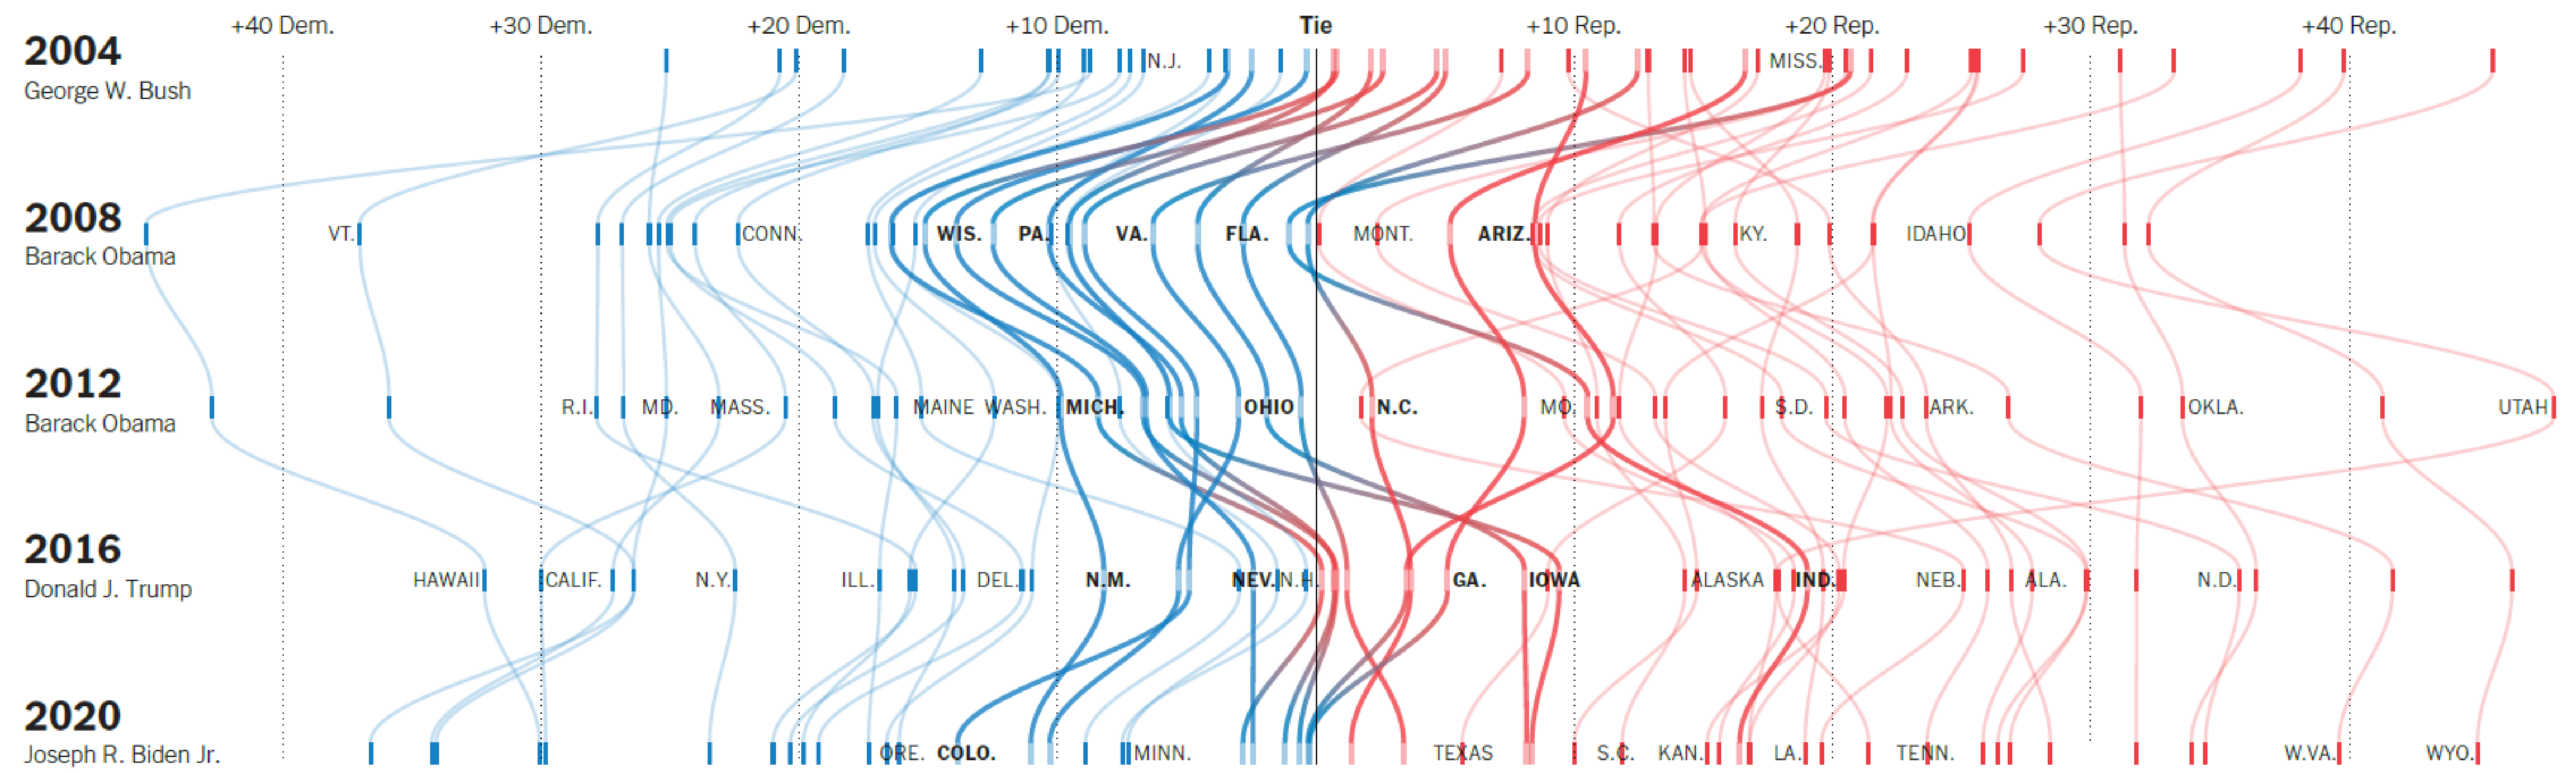 +40 Dem. +30 Dem. +20 Dem. +10 Dem. Tie +10 Rep. +20 Rep. +30 Rep. +40 Rep.
2004
N.J. MISS.
George W. Bush
2008
VT. CONN. WIS. PA. VA. FLA. MONT. ARIZ. KY. IDAHO
Barack Obama
2012
R.I. MD. MASS. MAINE WASH. MICH. OHIO N.C. MO. S.D. ARK. OKLA. UTAH
Barack Obama
2016
HAWAII CALIF. N.Y. ILL. DEL. N.M. NEV. N.H. GA. IOWA ALASKA IND. NEB. ALA. N.D.
Donald J. Trump
2020
ORE. COLO. MINN. TEXAS S.C. KAN. LA. TENN. W.VA. WYO.
Joseph R. Biden Jr.